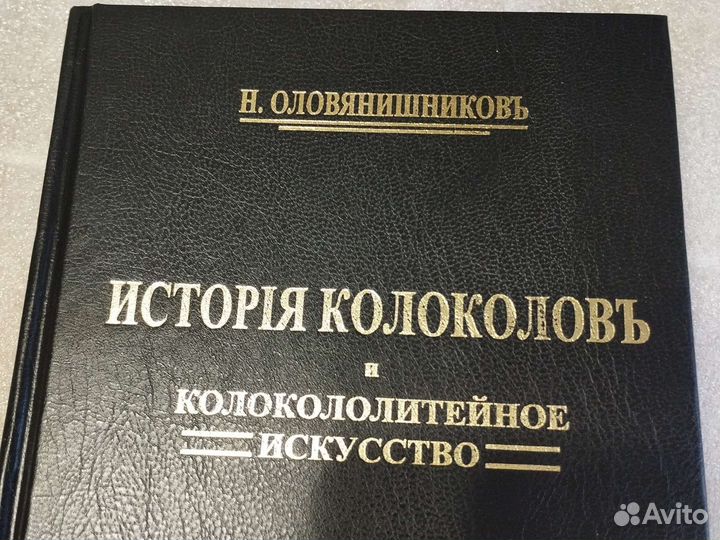 Н. ОЛОВЯНИШНИКОВЪ
ИСТОРІЯ КОЛОКОЛОВЪ
и
КОЛОКОЛОЛИТЕЙНОЕ
ИСКУССТВО
Avito